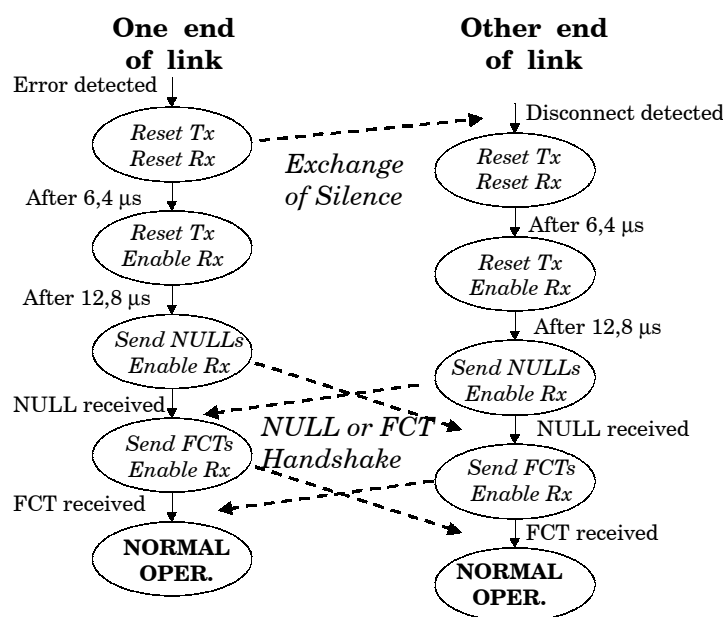 One end
of link
Other end
of link
Error detected
Disconnect detected
Reset Tx
Reset Rx
Exchange
of Silence
Reset Tx
Reset Rx
After 6,4 µs
After 6,4 µs
Reset Tx
Enable Rx
Reset Tx
Enable Rx
After 12,8 µs
After 12,8 µs
Send NULLs
Enable Rx
Send NULLs
Enable Rx
NULL received
NULL or FCT
Handshake
NULL received
Send FCTs
Enable Rx
Send FCTs
Enable Rx
FCT received
FCT received
NORMAL
OPER.
NORMAL
OPER.